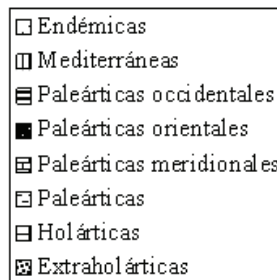 Endémicas
Mediterráneas
Paleárticas occidentales
Paleárticas orientales
Paleárticas meridionales
Paleárticas
Holárticas
Extraholárticas